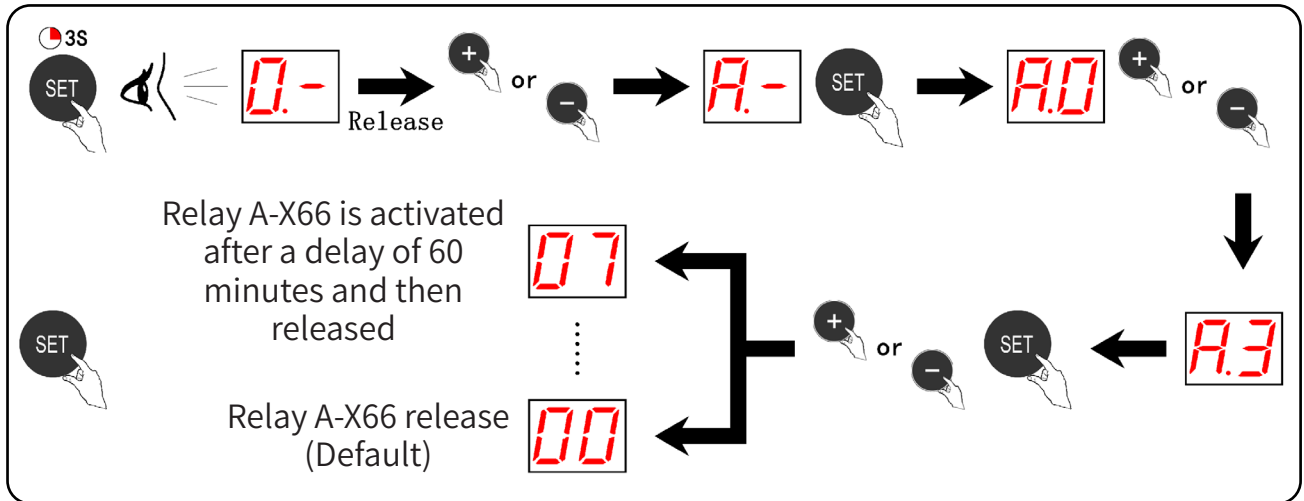 3S
SET
0.-
Release
+
or
-
A.-
SET
A.0
+
or
-
A.3
SET
+
or
-
Relay A-X66 is activated
after a delay of 60
minutes and then
released
07
Relay A-X66 release
(Default)
00
SET